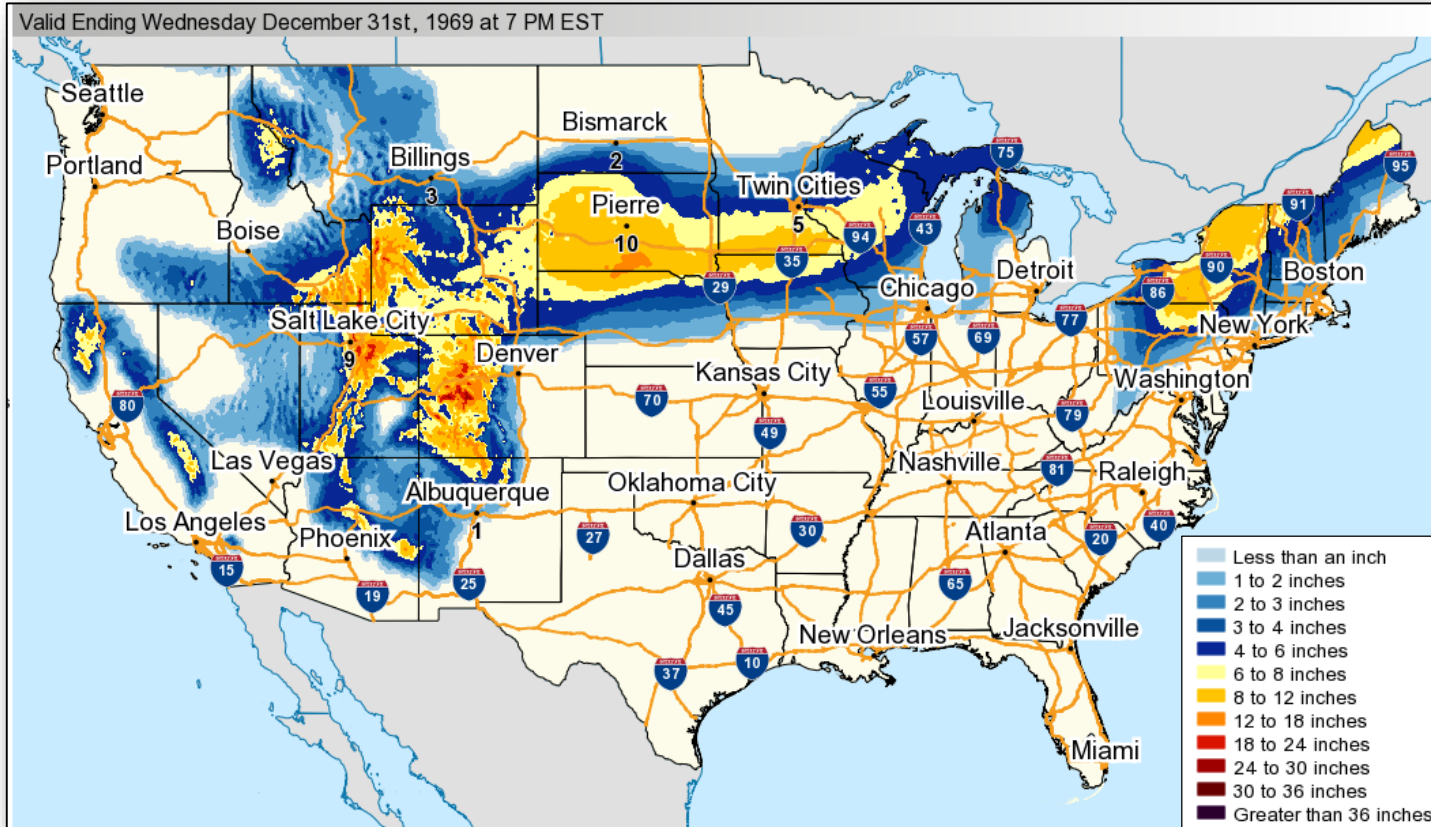 Valid Ending Wednesday December 31st, 1969 at 7 PM EST
Seattle
Portland
Billings
3
Bismarck
2
Twin Cities
5
75
95
91
Boise
Pierre
10
94
43
35
29
90
86
Boston
Detroit
Chicago
New York
Salt Lake City
9
Denver
57
69
77
Kansas City
Washington
80
70
55
Louisville
79
49
Las Vegas
Nashville
81
Raleigh
Albuquerque
1
Oklahoma City
Los Angeles
Phoenix
27
30
Atlanta
20
40
15
19
25
Dallas
65
45
New Orleans
Jacksonville
37
10
Miami
Less than an inch
1 to 2 inches
2 to 3 inches
3 to 4 inches
4 to 6 inches
6 to 8 inches
8 to 12 inches
12 to 18 inches
18 to 24 inches
24 to 30 inches
30 to 36 inches
Greater than 36 inches